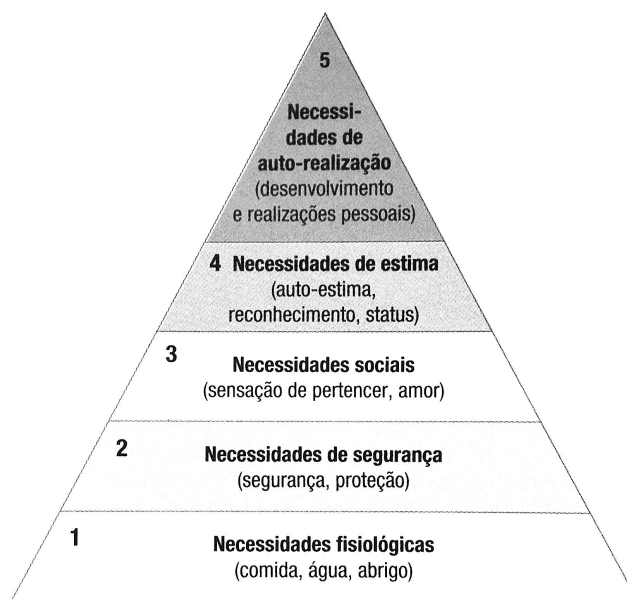 5
Necessi-
dades de
auto-realização
(desenvolvimento
e realizações pessoais)
4 Necessidades de estima
(auto-estima,
reconhecimento, status)
3
Necessidades sociais
(sensação de pertencer, amor)
2
Necessidades de segurança
(segurança, proteção)
1
Necessidades fisiológicas
(comida, água, abrigo)